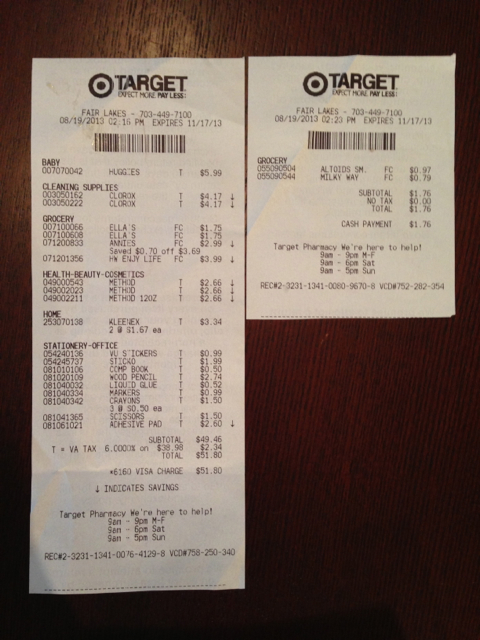 TARGET
EXPECT MORE PAY LESS
FAIR LAKES - 703-449-7100
08/19/2013 02:16 PM EXPIRES 11/17/13
BABY
007070042 HUGGIES T $5.99
CLEANING SUPPLIES
003050162 CLOROX T $4.17 ↓
003050222 CLOROX T $4.17 ↓
GROCERY
007100066 ELLA'S FC $1.75
007100608 ELLA'S FC $1.75
071200833 ANNIES FC $2.99 ↓
Saved $0.70 off $3.69
071201356 HW ENJOY LIFE FC $3.99 ↓
HEALTH-BEAUTY-COSMETICS
049000543 METHOD T $2.66 ↓
049002023 METHOD T $2.66 ↓
049002211 METHOD 12OZ T $2.66 ↓
HOME
253070138 KLEENEX T $3.34
2 @ $1.67 ea
STATIONERY-OFFICE
054240136 VU STICKERS T $0.99
054245737 STICKO T $1.99
081010106 COMP BOOK T $0.50
081020109 WOOD PENCIL T $2.74
081040032 LIQUID GLUE T $0.52
081040334 MARKERS T $0.99
081040342 CRAYONS T $1.50
3 @ $0.50 ea
081041365 SCISSORS T $1.50
081061021 ADHESIVE PAD T $2.60 ↓
SUBTOTAL $49.46
T = VA TAX 6.0000% on $38.98 $2.34
TOTAL $51.80
*6160 VISA CHARGE $51.80
↓ INDICATES SAVINGS
Target Pharmacy We're here to help!
9am - 9pm M-F
9am - 6pm Sat
9am - 5pm Sun
REC#2-3231-1341-0076-4129-8 VCD#758-250-340
TARGET
EXPECT MORE PAY LESS
FAIR LAKES - 703-449-7100
08/19/2013 02:23 PM EXPIRES 11/17/13
GROCERY
055090504 ALTOIDS SM. FC $0.97
055090544 MILKY WAY FC $0.79
SUBTOTAL $1.76
NO TAX $0.00
TOTAL $1.76
CASH PAYMENT $1.76
Target Pharmacy We're here to help!
9am - 9pm M-F
9am - 6pm Sat
9am - 5pm Sun
REC#2-3231-1341-0080-9670-8 VCD#752-282-354